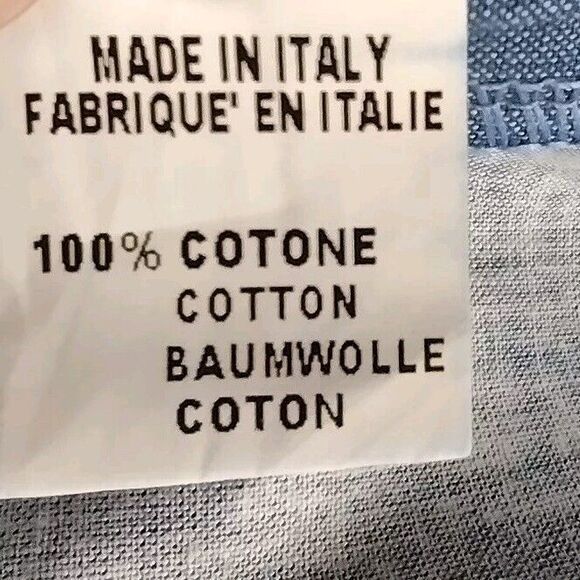 MADE IN ITALY
FABRIQUE' EN ITALIE
100% COTONE
COTTON
BAUMWOLLE
COTON